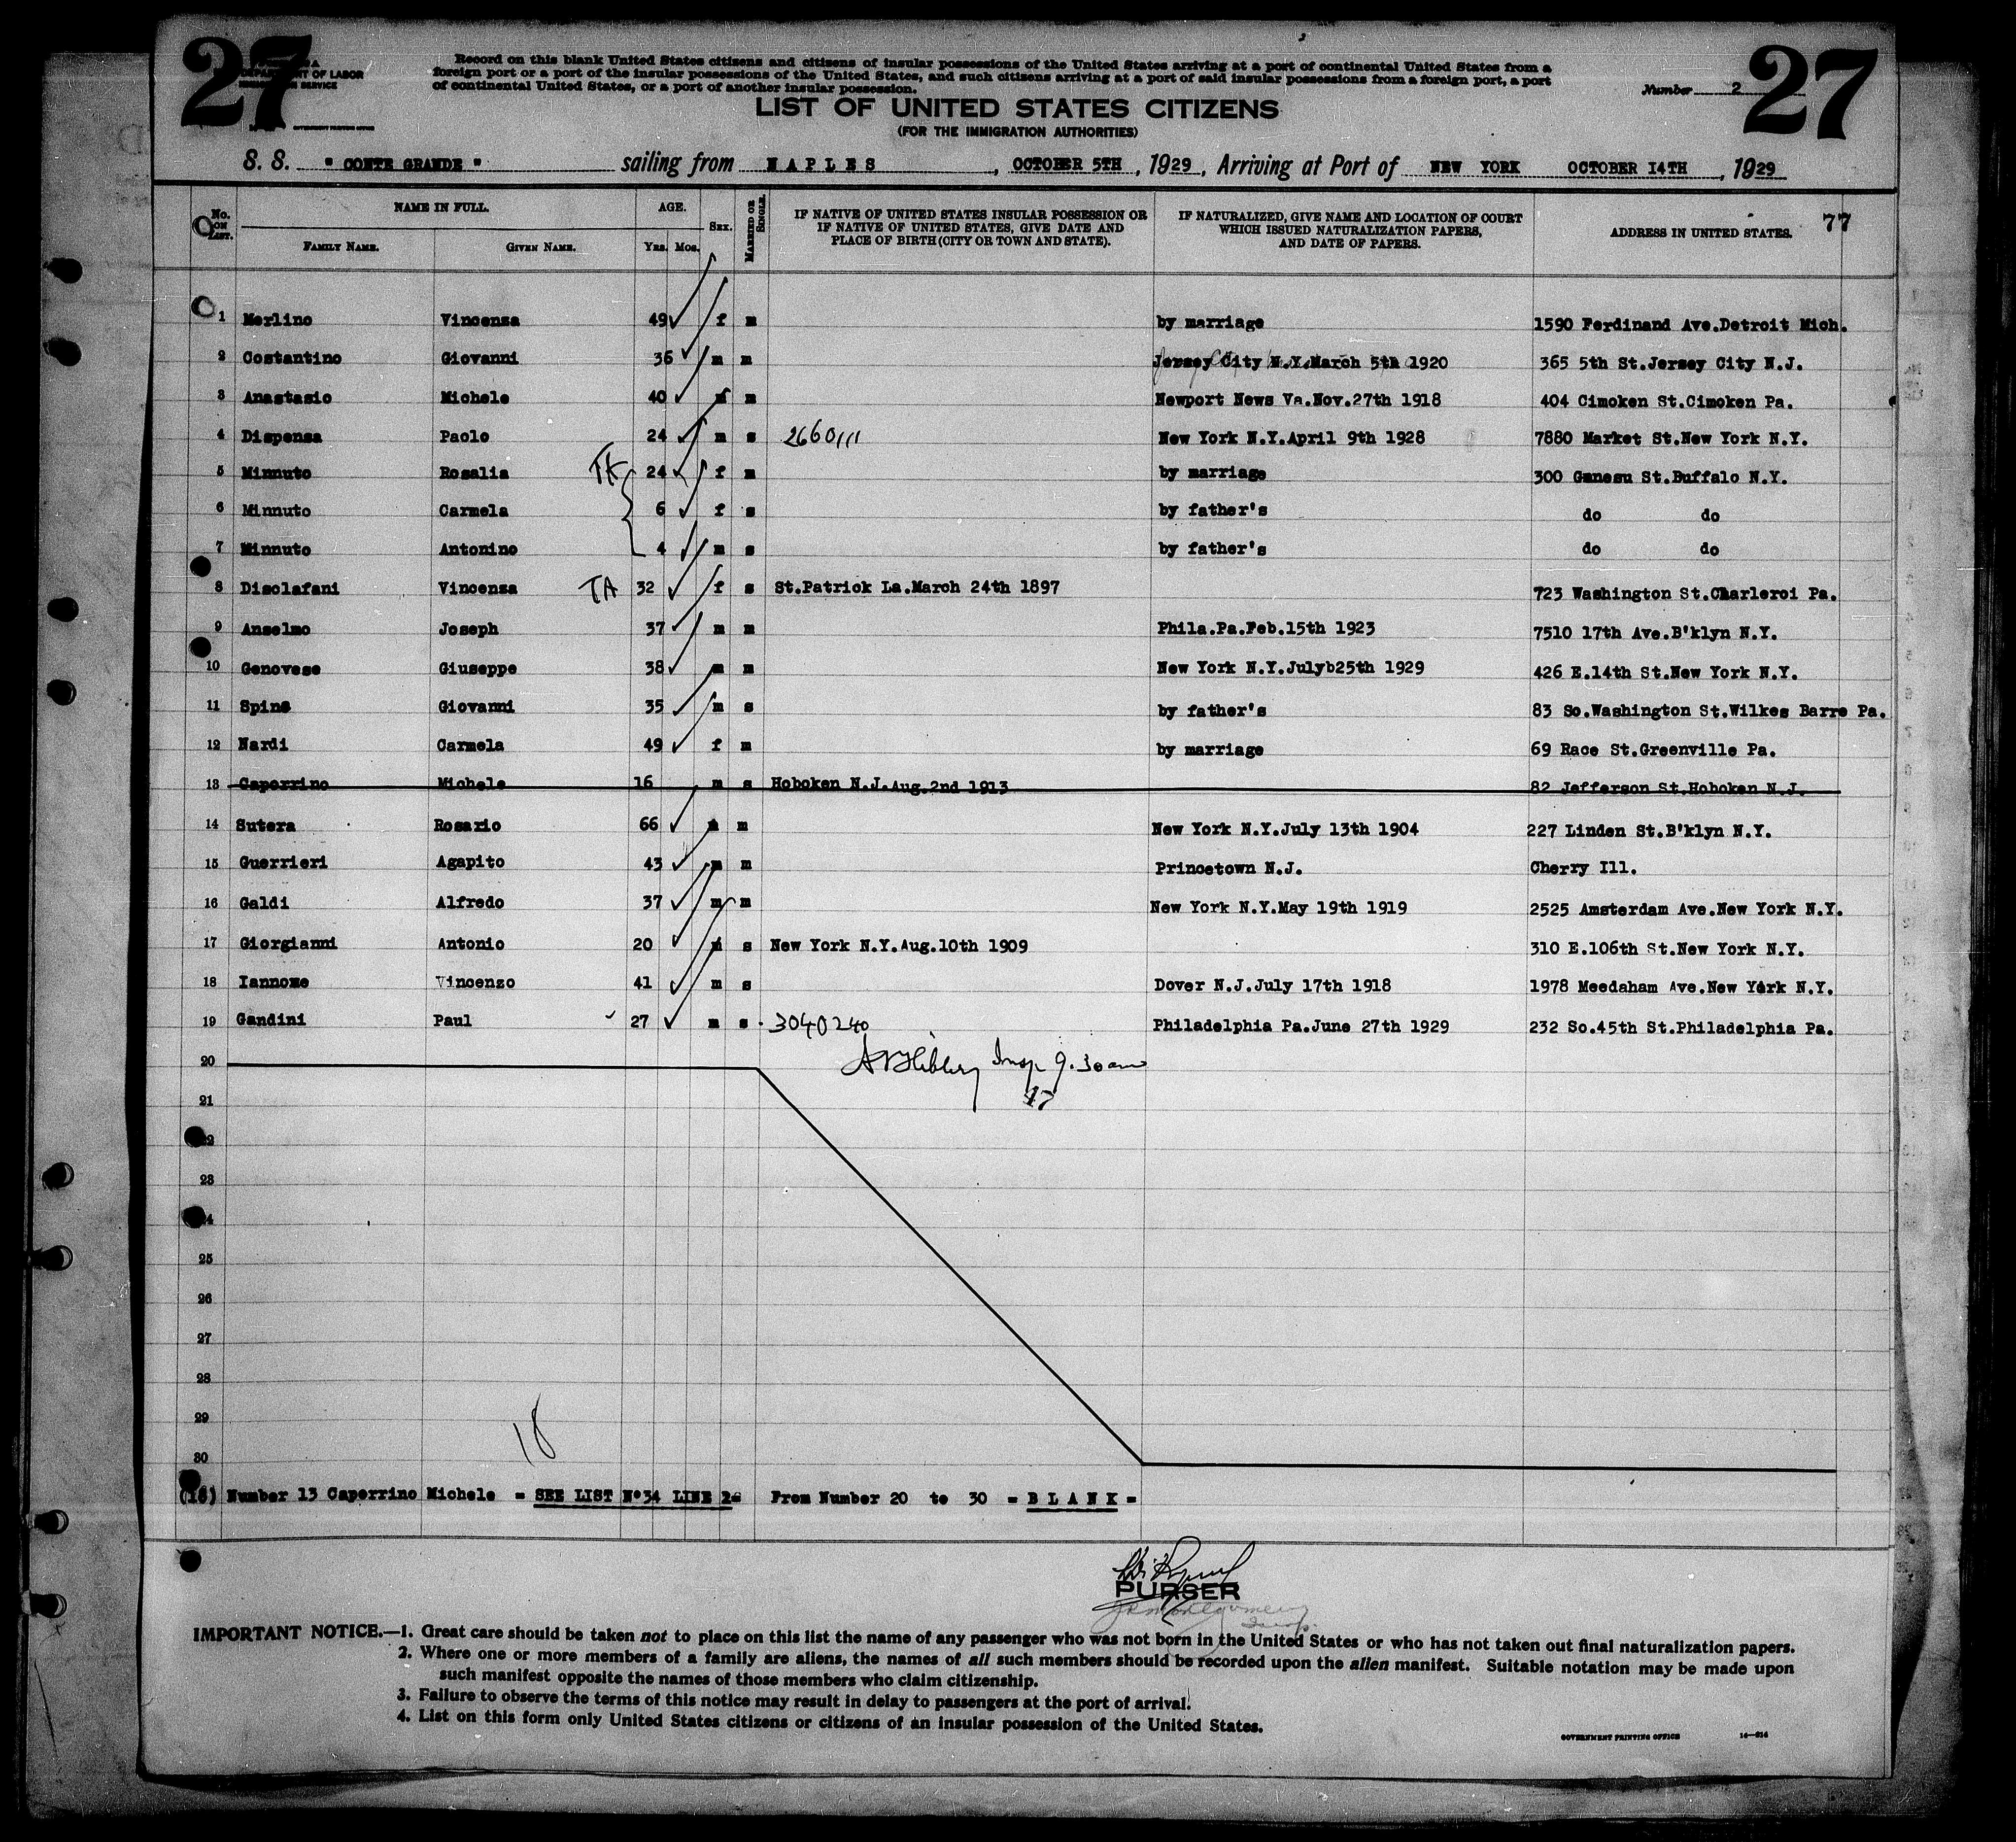 27
DEPARTMENT OF LABOR
SERVICE
GOVERNMENT PRINTING OFFICE
Record on this blank United States citizens and citizens of insular possessions of the United States arriving at a port of continental United States from a
foreign port or a port of the insular possessions of the United States, and such citizens arriving at a port of said insular possessions from a foreign port, a port
of continental United States, or a port of another insular possession.
Number 2
27
LIST OF UNITED STATES CITIZENS
(FOR THE IMMIGRATION AUTHORITIES)
S. S. " CONTE GRANDE " sailing from NAPLES, OCTOBER 5TH, 1929, Arriving at Port of NEW YORK OCTOBER 14TH, 1929
No. ON LIST. NAME IN FULL. FAMILY NAME. GIVEN NAME. AGE. Yrs. Mos. SEX. MARRIED OR SINGLE. IF NATIVE OF UNITED STATES INSULAR POSSESSION OR IF NATIVE OF UNITED STATES, GIVE DATE AND PLACE OF BIRTH (CITY OR TOWN AND STATE). IF NATURALIZED, GIVE NAME AND LOCATION OF COURT WHICH ISSUED NATURALIZATION PAPERS, AND DATE OF PAPERS. ADDRESS IN UNITED STATES. 77
1 Merlino Vincenza 49 f m by marriage 1590 Ferdinand Ave.Detroit Mich.
2 Costantino Giovanni 36 m m Jersey City N.Y.March 5th 1920 365 5th St.Jersey City N.J.
3 Anastasio Michele 40 m m Newport News Va.Nov.27th 1918 404 Cimoken St.Cimoken Pa.
4 Dispensa Paolo 24 m s 2660111 New York N.Y.April 9th 1928 7880 Market St.New York N.Y.
5 Minnuto Rosalia 24 f m by marriage 300 Ganesu St.Buffalo N.Y.
6 Minnuto Carmela 6 f s by father's do do
7 Minnuto Antonino 4 m s by father's do do
8 Disclafani Vincenza TA 32 f s St.Patrick La.March 24th 1897 723 Washington St.Charleroi Pa.
9 Anselmo Joseph 37 m m Phila.Pa.Feb.15th 1923 7510 17th Ave.B'klyn N.Y.
10 Genovese Giuseppe 38 m m New York N.Y.Julyb25th 1929 426 E.14th St.New York N.Y.
11 Spina Giovanni 35 m s by father's 83 So.Washington St.Wilkes Barre Pa.
12 Nardi Carmela 49 f m by marriage 69 Race St.Greenville Pa.
13 Caperrino Michele 16 m s Hoboken N.J.Aug.2nd 1913 82 Jefferson St.Hoboken N.J.
14 Sutera Rosario 66 m m New York N.Y.July 13th 1904 227 Linden St.B'klyn N.Y.
15 Guerrieri Agapito 43 m m Princetown N.J. Cherry Ill.
16 Galdi Alfredo 37 m m New York N.Y.May 19th 1919 2525 Amsterdam Ave.New York N.Y.
17 Giorgianni Antonio 20 m s New York N.Y.Aug.10th 1909 310 E.106th St.New York N.Y.
18 Iannone Vincenzo 41 m s Dover N.J.July 17th 1918 1978 Meedaham Ave.New York N.Y.
19 Gandini Paul 27 m s 3040240 Philadelphia Pa.June 27th 1929 232 So.45th St.Philadelphia Pa.
20 Insp 9.30am
21 17
22
23
24
25
26
27
28
29 18
30
(18) Number 13 Caperrino Michele = SEE LIST N°34 LINE 2= From Number 20 to 30 = BLANK =
PURSER
IMPORTANT NOTICE.—1. Great care should be taken not to place on this list the name of any passenger who was not born in the United States or who has not taken out final naturalization papers.
2. Where one or more members of a family are aliens, the names of all such members should be recorded upon the alien manifest. Suitable notation may be made upon
such manifest opposite the names of those members who claim citizenship.
3. Failure to observe the terms of this notice may result in delay to passengers at the port of arrival.
4. List on this form only United States citizens or citizens of an insular possession of the United States.
GOVERNMENT PRINTING OFFICE 14—216